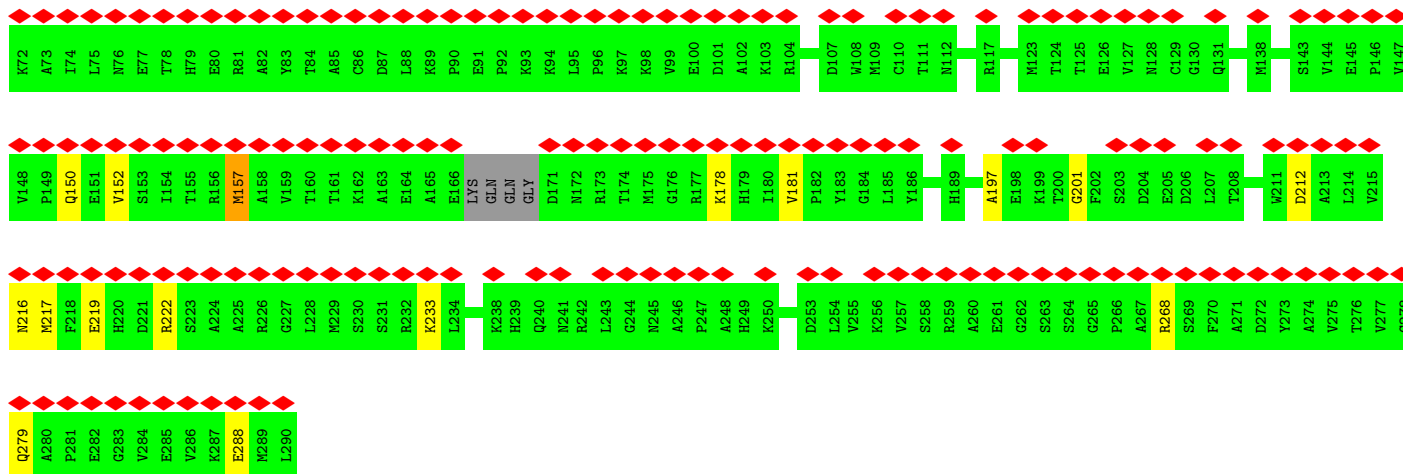 K72 A73 I74 L75 N76 E77 T78 H79 E80 R81 A82 Y83 T84 A85 C86 D87 L88 K89 P90 E91 P92 K93 K94 L95 P96 K97 K98 V99 E100 D101 A102 K103 R104 D107 W108 M109 C110 T111 N112 R117 M123 T124 T125 E126 V127 N128 C129 G130 Q131 M138 S143 V144 E145 P146 V147
V148 P149 Q150 E151 V152 S153 I154 T155 R156 M157 A158 V159 T160 T161 K162 A163 E164 A165 E166 LYS GLN GLN GLY D171 N172 R173 T174 M175 G176 R177 K178 H179 I180 V181 P182 Y183 G184 L185 Y186 H189 A197 E198 K199 T200 G201 F202 S203 D204 E205 D206 L207 T208 W211 D212 A213 L214 V215
N216 M217 F218 E219 H220 D221 R222 S223 A224 A225 R226 G227 L228 M229 S230 S231 R232 K233 L234 K238 H239 Q240 N241 R242 L243 G244 N245 A246 P247 A248 H249 K250 D253 L254 V255 K256 V257 S258 R259 A260 E261 G262 S263 S264 G265 P266 A267 R268 S269 F270 A271 D272 Y273 A274 V275 T276 V277
Q279 A280 P281 E282 G283 V284 E285 V286 K287 E288 M289 L290